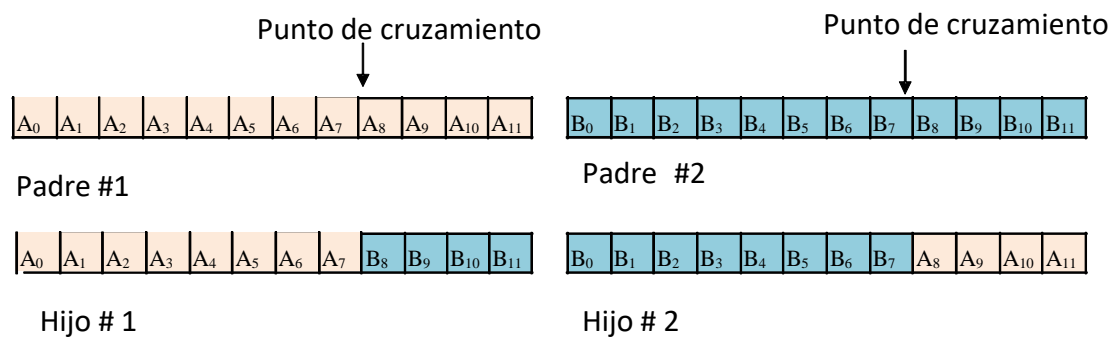 Punto de cruzamiento
Punto de cruzamiento
A₀ A₁ A₂ A₃ A₄ A₅ A₆ A₇ A₈ A₉ A₁₀ A₁₁
B₀ B₁ B₂ B₃ B₄ B₅ B₆ B₇ B₈ B₉ B₁₀ B₁₁
Padre #1
Padre #2
A₀ A₁ A₂ A₃ A₄ A₅ A₆ A₇ B₈ B₉ B₁₀ B₁₁
B₀ B₁ B₂ B₃ B₄ B₅ B₆ B₇ A₈ A₉ A₁₀ A₁₁
Hijo # 1
Hijo # 2